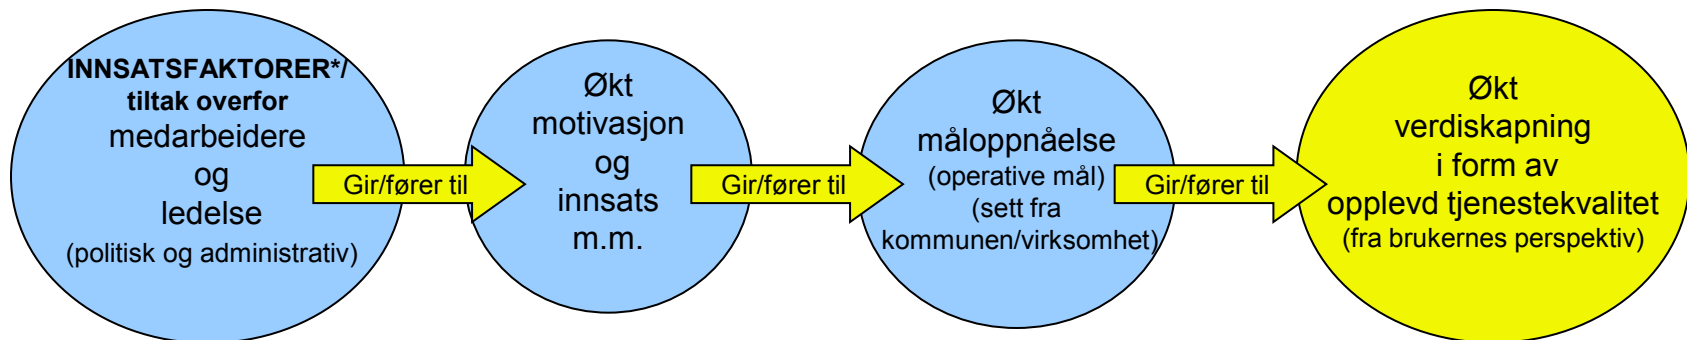 INNSATSFAKTORER*/
tiltak overfor
medarbeidere
og
ledelse
(politisk og administrativ)
Gir/fører til
Økt
motivasjon
og
innsats
m.m.
Gir/fører til
Økt
måloppnåelse
(operative mål)
(sett fra
kommunen/virksomhet)
Gir/fører til
Økt
verdiskapning
i form av
opplevd tjenestekvalitet
(fra brukernes perspektiv)